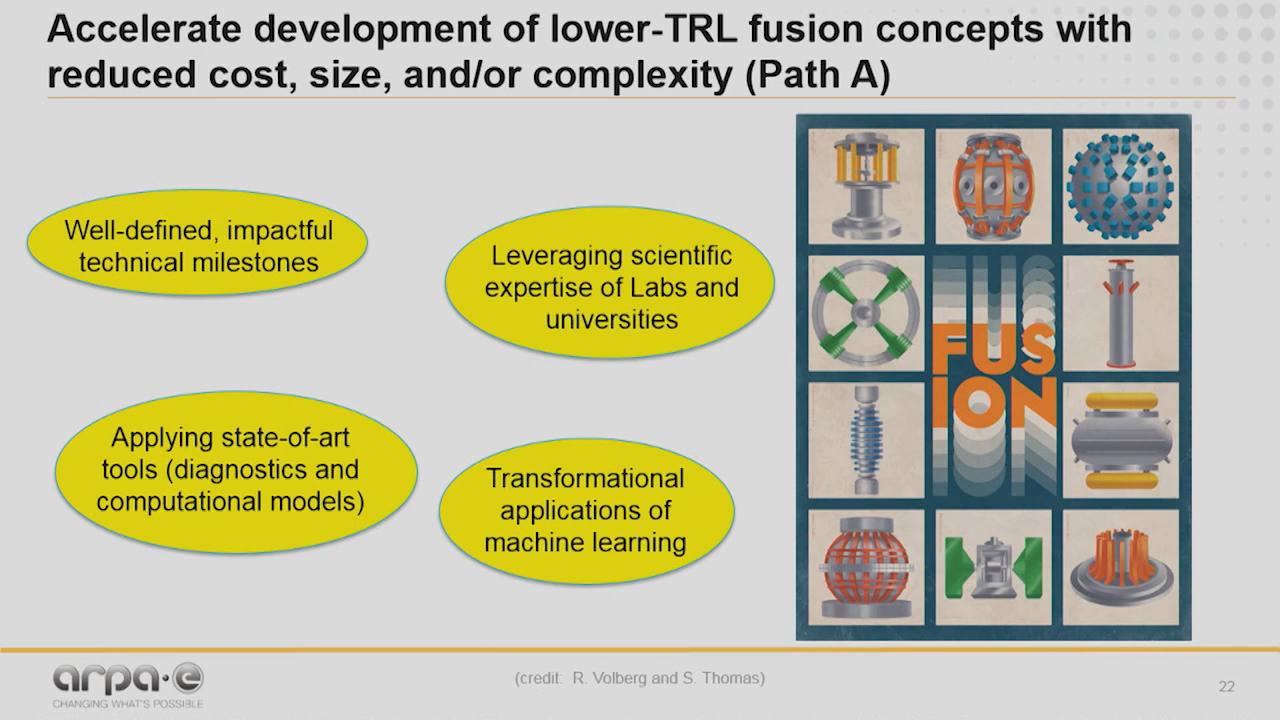 Accelerate development of lower-TRL fusion concepts with
reduced cost, size, and/or complexity (Path A)
Well-defined, impactful
technical milestones
Leveraging scientific
expertise of Labs and
universities
Applying state-of-art
tools (diagnostics and
computational models)
Transformational
applications of
machine learning
FUS
FUS
ION
ION
arpa·e
CHANGING WHAT'S POSSIBLE
(credit: R. Volberg and S. Thomas)
22